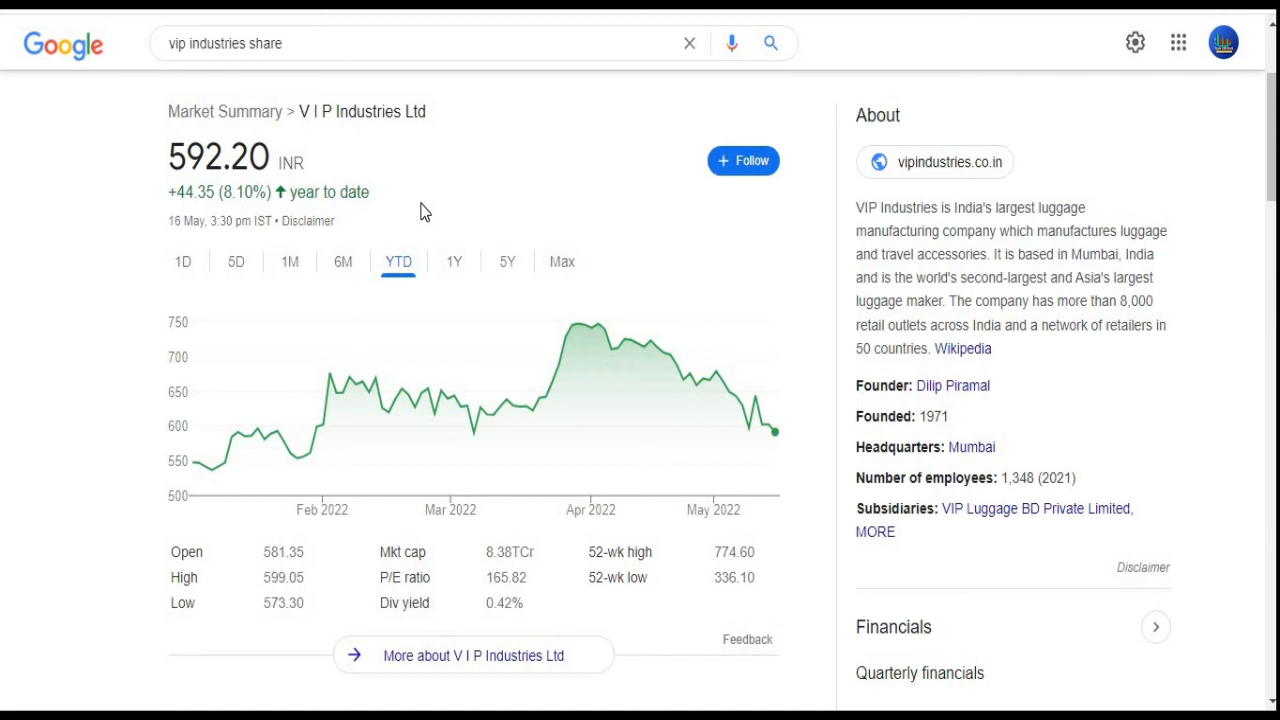 Google
vip industries share
Market Summary > V I P Industries Ltd
592.20 INR
+ Follow
+44.35 (8.10%) ↑ year to date
16 May, 3:30 pm IST • Disclaimer
1D 5D 1M 6M YTD 1Y 5Y Max
750
700
650
600
550
500
Feb 2022 Mar 2022 Apr 2022 May 2022
Open 581.35 Mkt cap 8.38TCr 52-wk high 774.60
High 599.05 P/E ratio 165.82 52-wk low 336.10
Low 573.30 Div yield 0.42%
Feedback
→ More about V I P Industries Ltd
About
vipindustries.co.in
VIP Industries is India's largest luggage
manufacturing company which manufactures luggage
and travel accessories. It is based in Mumbai, India
and is the world's second-largest and Asia's largest
luggage maker. The company has more than 8,000
retail outlets across India and a network of retailers in
50 countries. Wikipedia
Founder: Dilip Piramal
Founded: 1971
Headquarters: Mumbai
Number of employees: 1,348 (2021)
Subsidiaries: VIP Luggage BD Private Limited,
MORE
Disclaimer
Financials
Quarterly financials